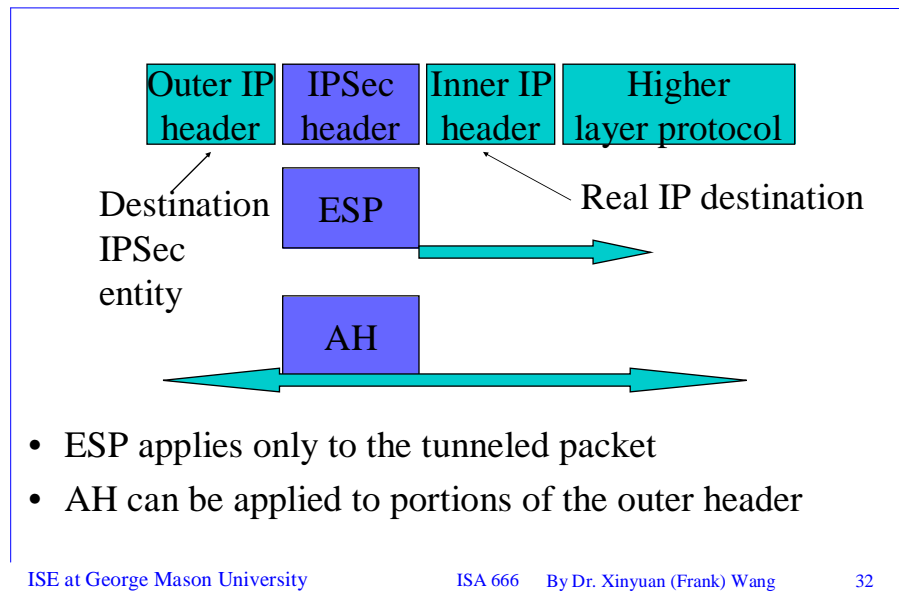 Outer IP
header
IPSec
header
Inner IP
header
Higher
layer protocol
Destination
IPSec
entity
ESP
Real IP destination
AH
• ESP applies only to the tunneled packet
• AH can be applied to portions of the outer header
ISE at George Mason University ISA 666 By Dr. Xinyuan (Frank) Wang 32